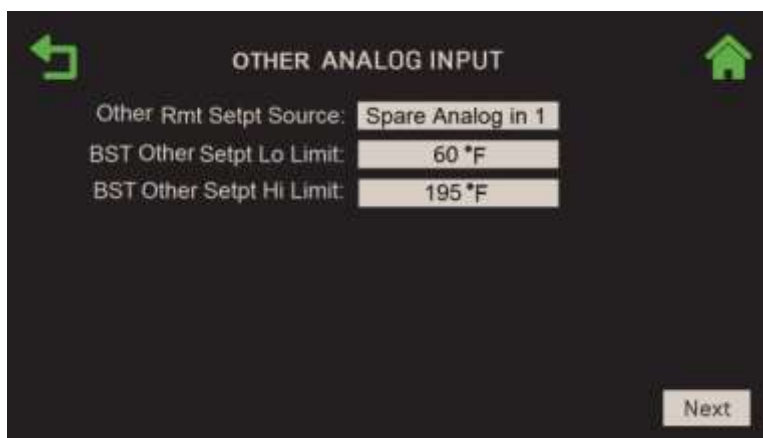 OTHER ANALOG INPUT
Other Rmt Setpt Source: Spare Analog in 1
BST Other Setpt Lo Limit: 60 °F
BST Other Setpt Hi Limit: 195 °F
Next